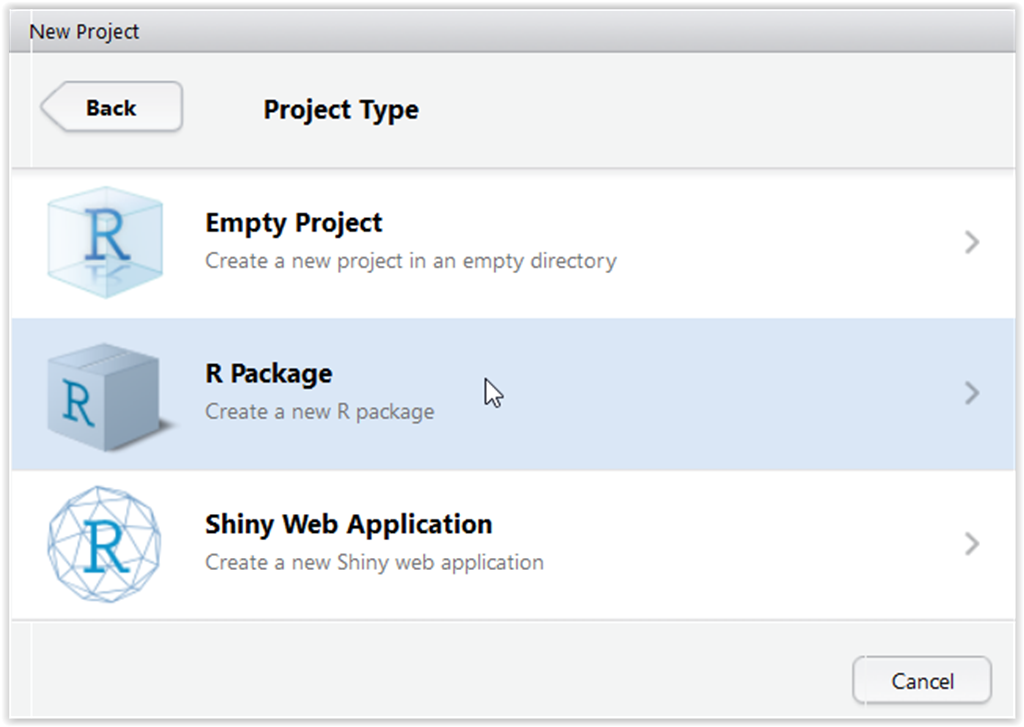 New Project
Back
Project Type
R
Empty Project
Create a new project in an empty directory
R
R Package
Create a new R package
R
Shiny Web Application
Create a new Shiny web application
Cancel